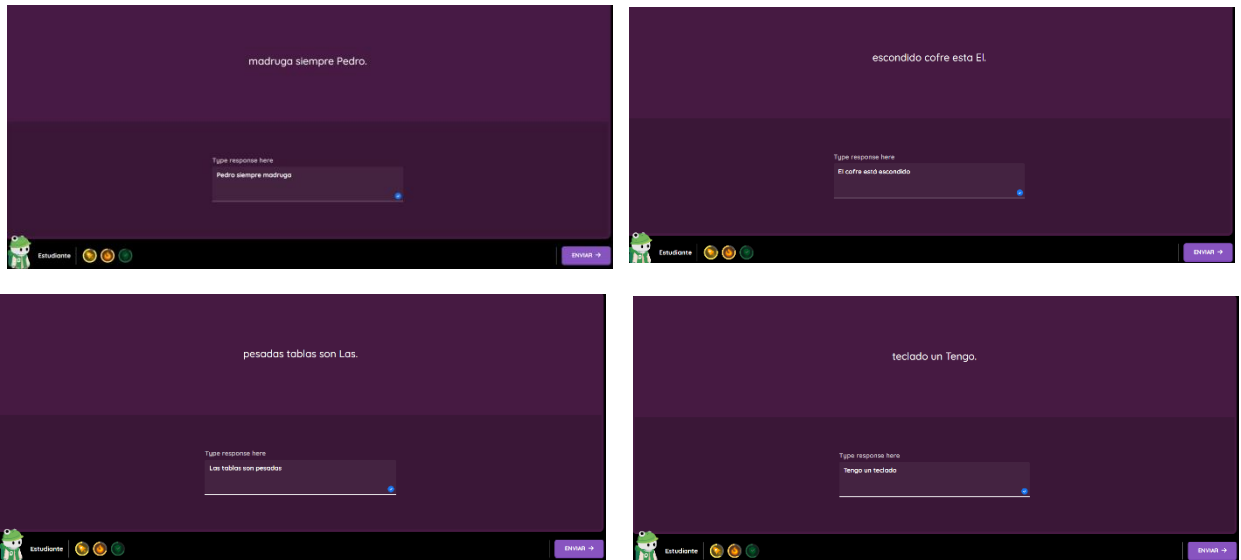 madruga siempre Pedro.
Type response here
Pedro siempre madruga
Estudiante
ENVIAR →
escondido cofre esta El.
Type response here
El cofre está escondido
Estudiante
ENVIAR →
pesadas tablas son Las.
Type response here
Las tablas son pesadas
Estudiante
ENVIAR →
teclado un Tengo.
Type response here
Tengo un teclado
Estudiante
ENVIAR →